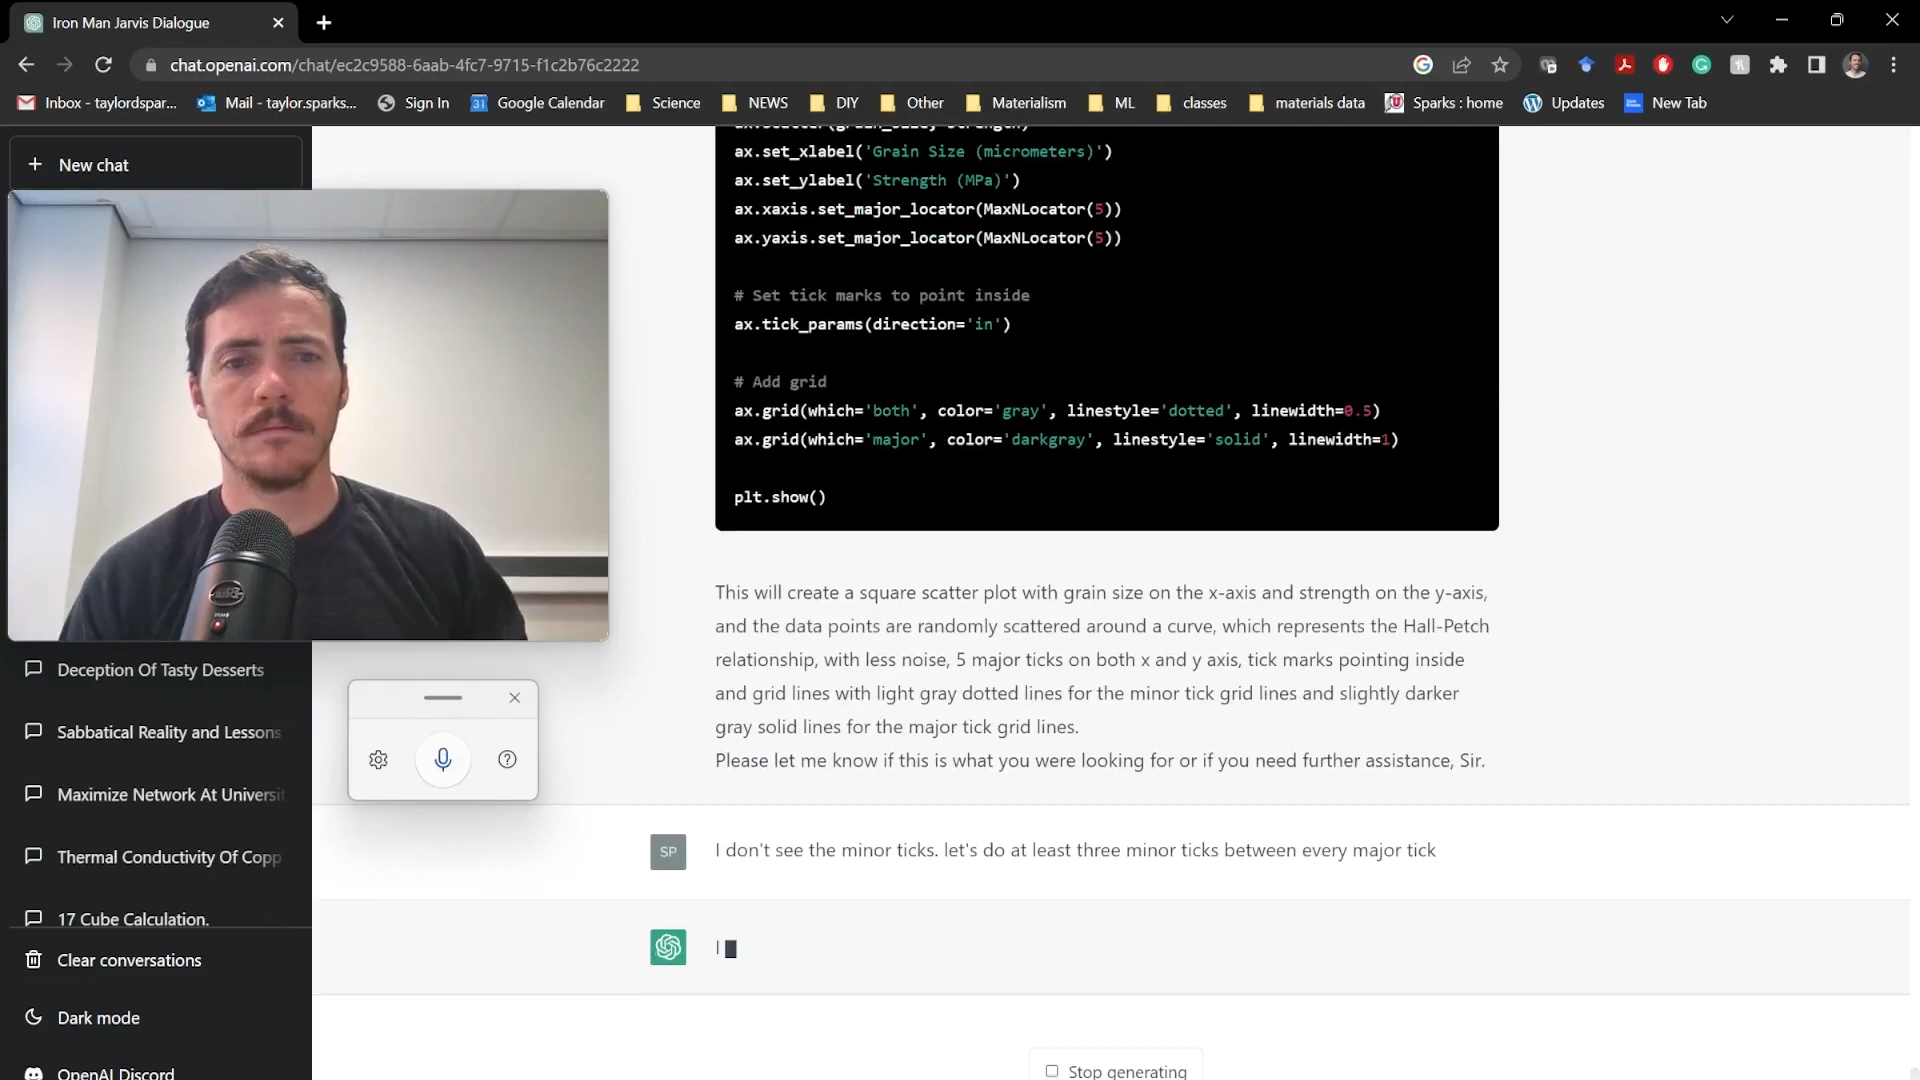 Iron Man Jarvis Dialogue
chat.openai.com/chat/ec2c9588-6aab-4fc7-9715-f1c2b76c2222
Inbox - taylordspar... Mail - taylor.sparks... Sign In 31 Google Calendar Science NEWS DIY Other Materialism ML classes materials data Sparks : home Updates New Tab
+ New chat
ax.scatter(grain_size, strength)
ax.set_xlabel('Grain Size (micrometers)')
ax.set_ylabel('Strength (MPa)')
ax.xaxis.set_major_locator(MaxNLocator(5))
ax.yaxis.set_major_locator(MaxNLocator(5))
# Set tick marks to point inside
ax.tick_params(direction='in')
# Add grid
ax.grid(which='both', color='gray', linestyle='dotted', linewidth=0.5)
ax.grid(which='major', color='darkgray', linestyle='solid', linewidth=1)
plt.show()
This will create a square scatter plot with grain size on the x-axis and strength on the y-axis,
and the data points are randomly scattered around a curve, which represents the Hall-Petch
relationship, with less noise, 5 major ticks on both x and y axis, tick marks pointing inside
and grid lines with light gray dotted lines for the minor tick grid lines and slightly darker
gray solid lines for the major tick grid lines.
Please let me know if this is what you were looking for or if you need further assistance, Sir.
SP I don't see the minor ticks. let's do at least three minor ticks between every major tick
I
Stop generating
Deception Of Tasty Desserts
Sabbatical Reality and Lessons
Maximize Network At Universit
Thermal Conductivity Of Copp
17 Cube Calculation.
Clear conversations
Dark mode
OpenAI Discord